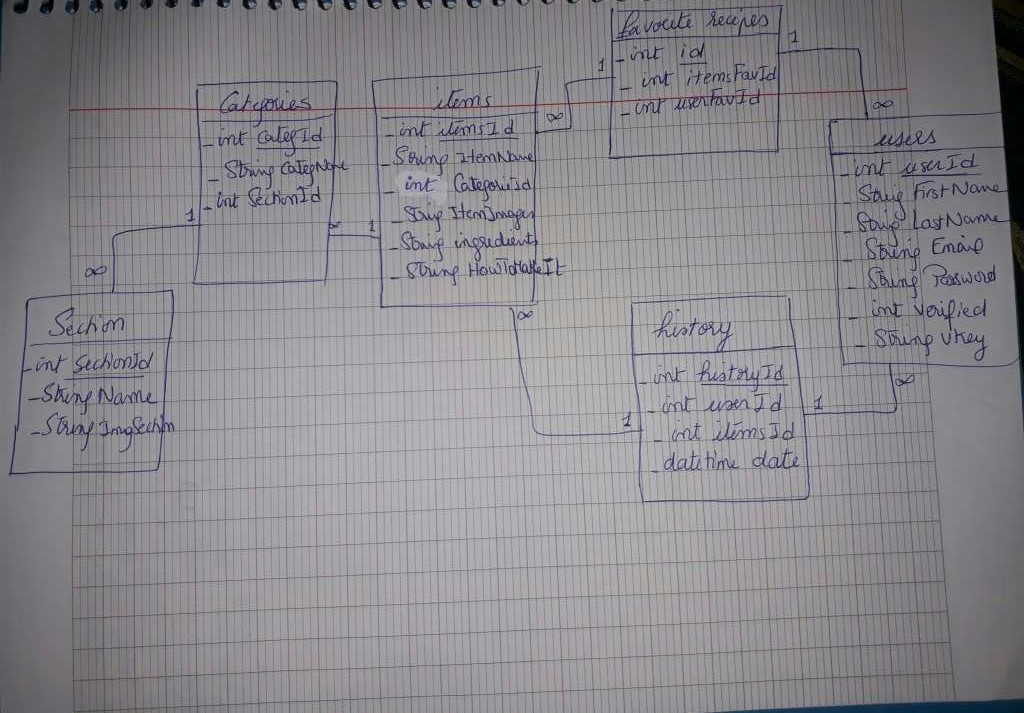 favorite recipes
- int id
- int itemsFavId
- int userFavId
1
1
∞
∞
Categories
- int CategId
- String CategName
- int SectionId
1
∞
∞
items
- int itemsId
- String ItemName
- int CategoriId
- String ItemImages
- String ingredients
- String HowToMakeIt
1
∞
users
- int userId
- String FirstName
- String LastName
- String Email
- String Password
- int verified
- String vkey
∞
Section
- int SectionId
- String Name
- String ImgSection
history
- int historyId
- int userId
- int itemsId
- datetime date
1
1